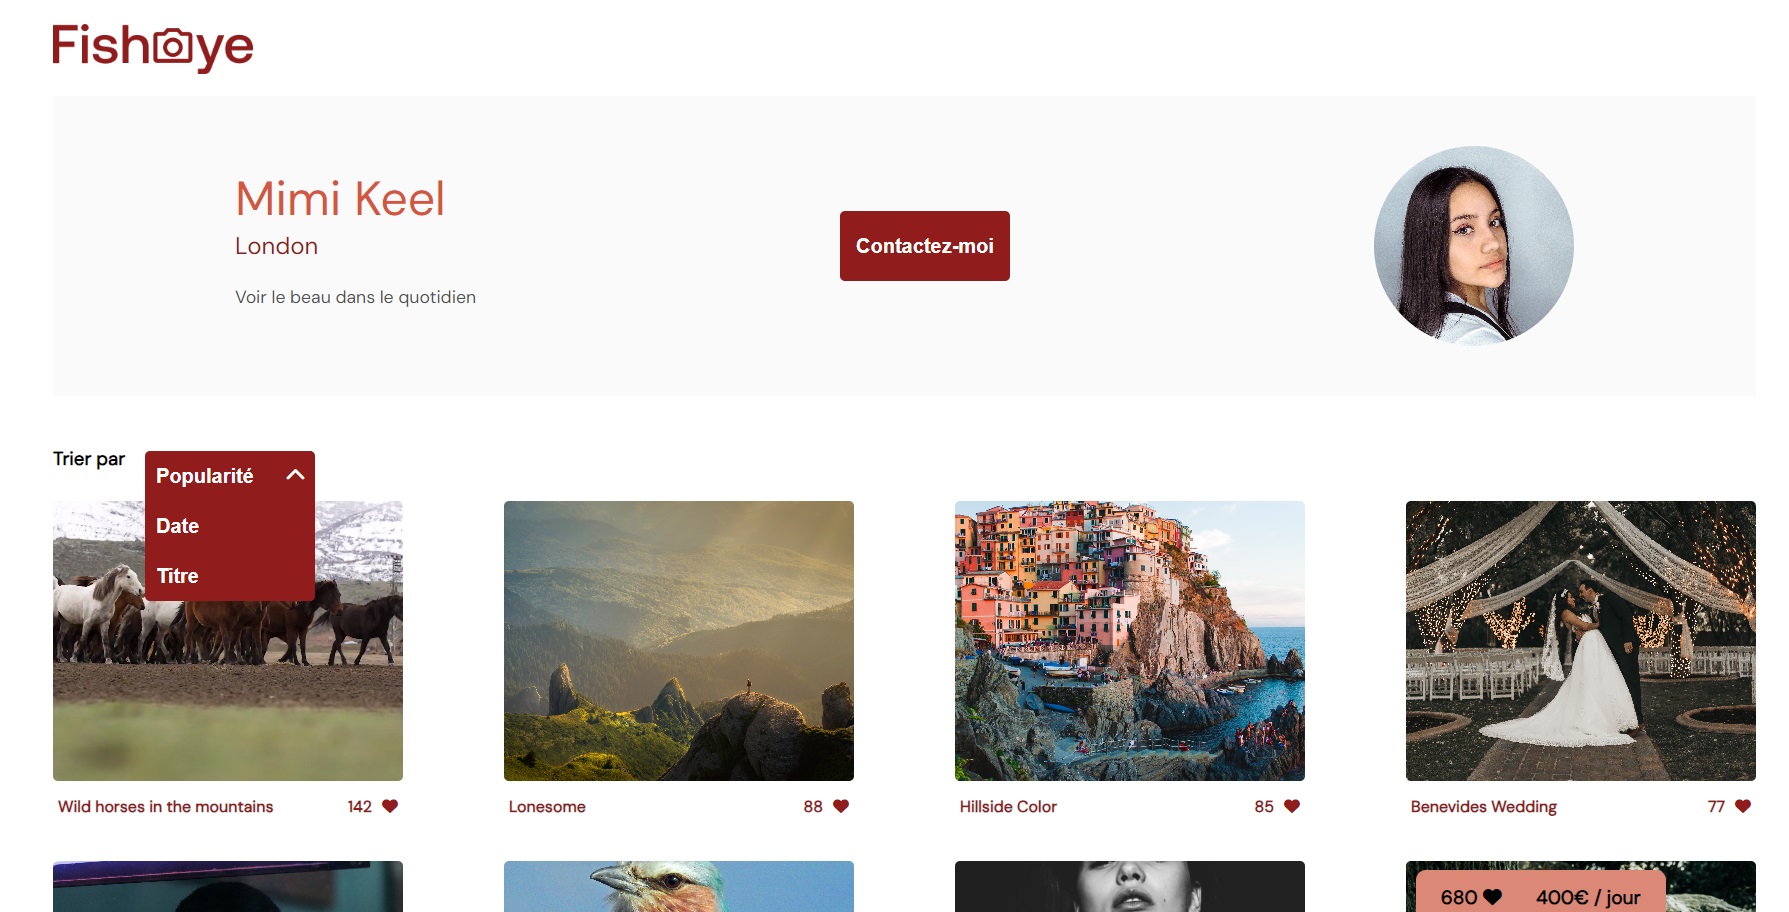 Fisheye
Mimi Keel
London
Voir le beau dans le quotidien
Contactez-moi
Trier par
Popularité
Date
Titre
Wild horses in the mountains 142
Lonesome 88
Hillside Color 85
Benevides Wedding 77
680 400€ / jour